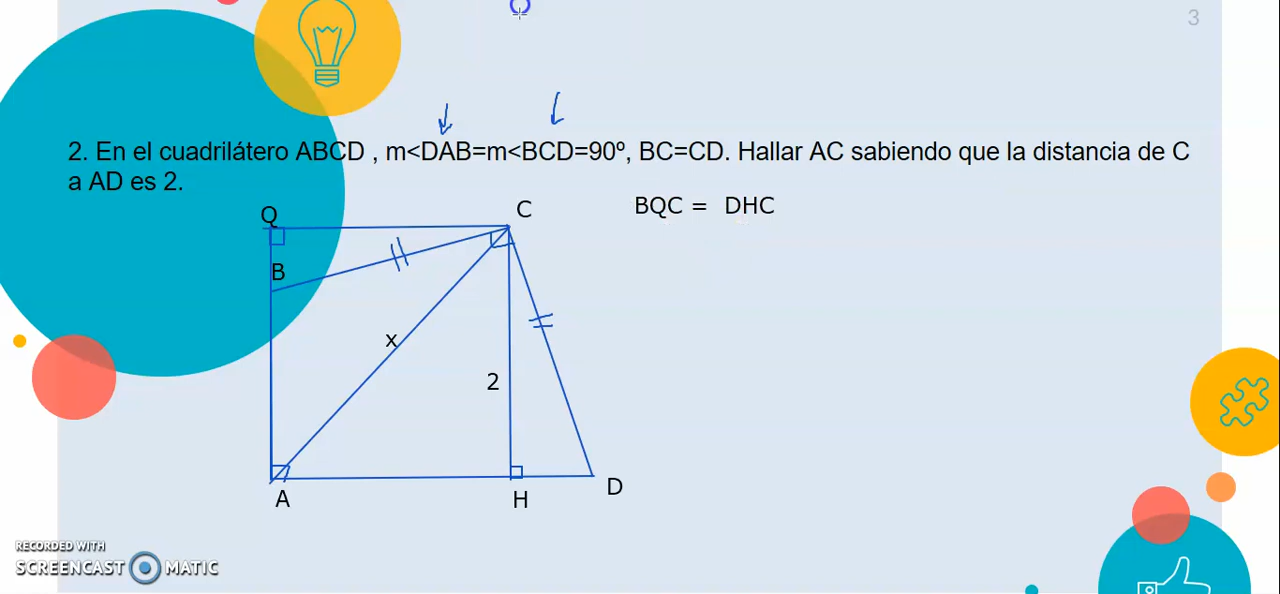 3
2. En el cuadrilátero ABCD , m<DAB=m<BCD=90º, BC=CD. Hallar AC sabiendo que la distancia de C
a AD es 2.
BQC = DHC
Q
C
B
x
2
A
H
D
RECORDED WITH
SCREENCAST MATIC